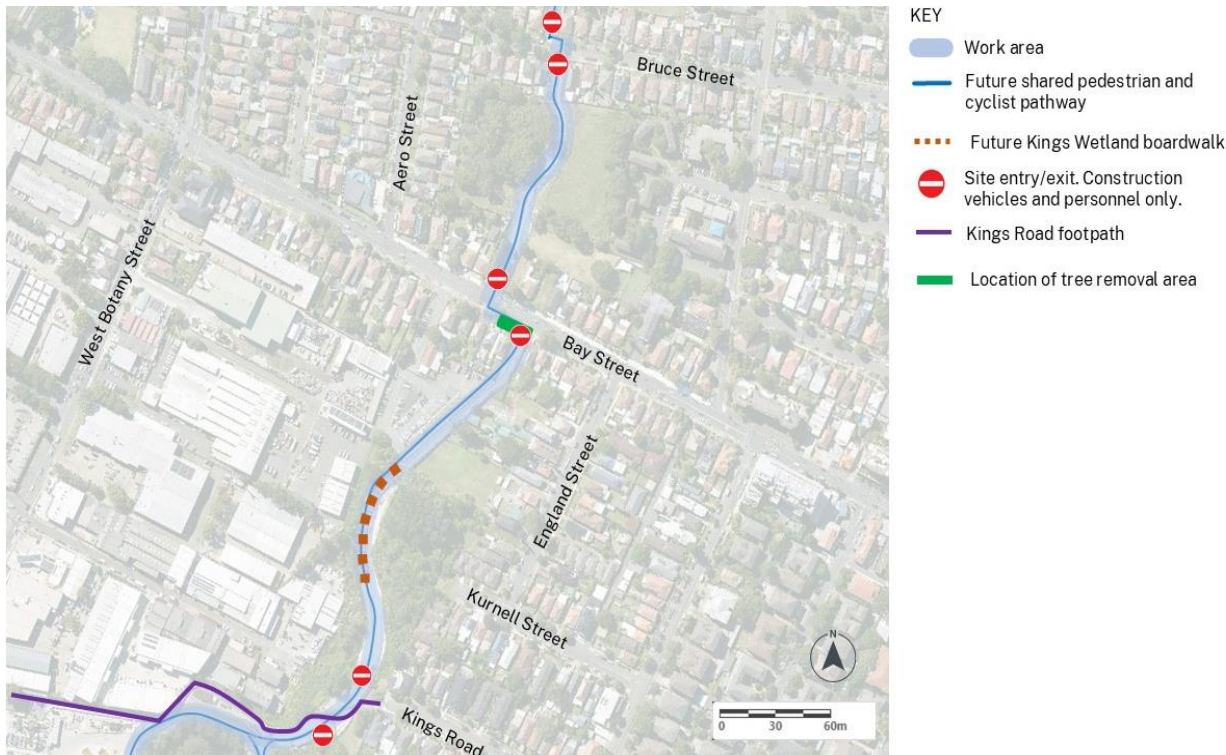 KEY
Work area
Future shared pedestrian and
cyclist pathway
Future Kings Wetland boardwalk
Site entry/exit. Construction
vehicles and personnel only.
Kings Road footpath
Location of tree removal area
Bruce Street
Aero Street
West Botany Street
Bay Street
England Street
Kurnell Street
Kings Road
N
0 30 60m